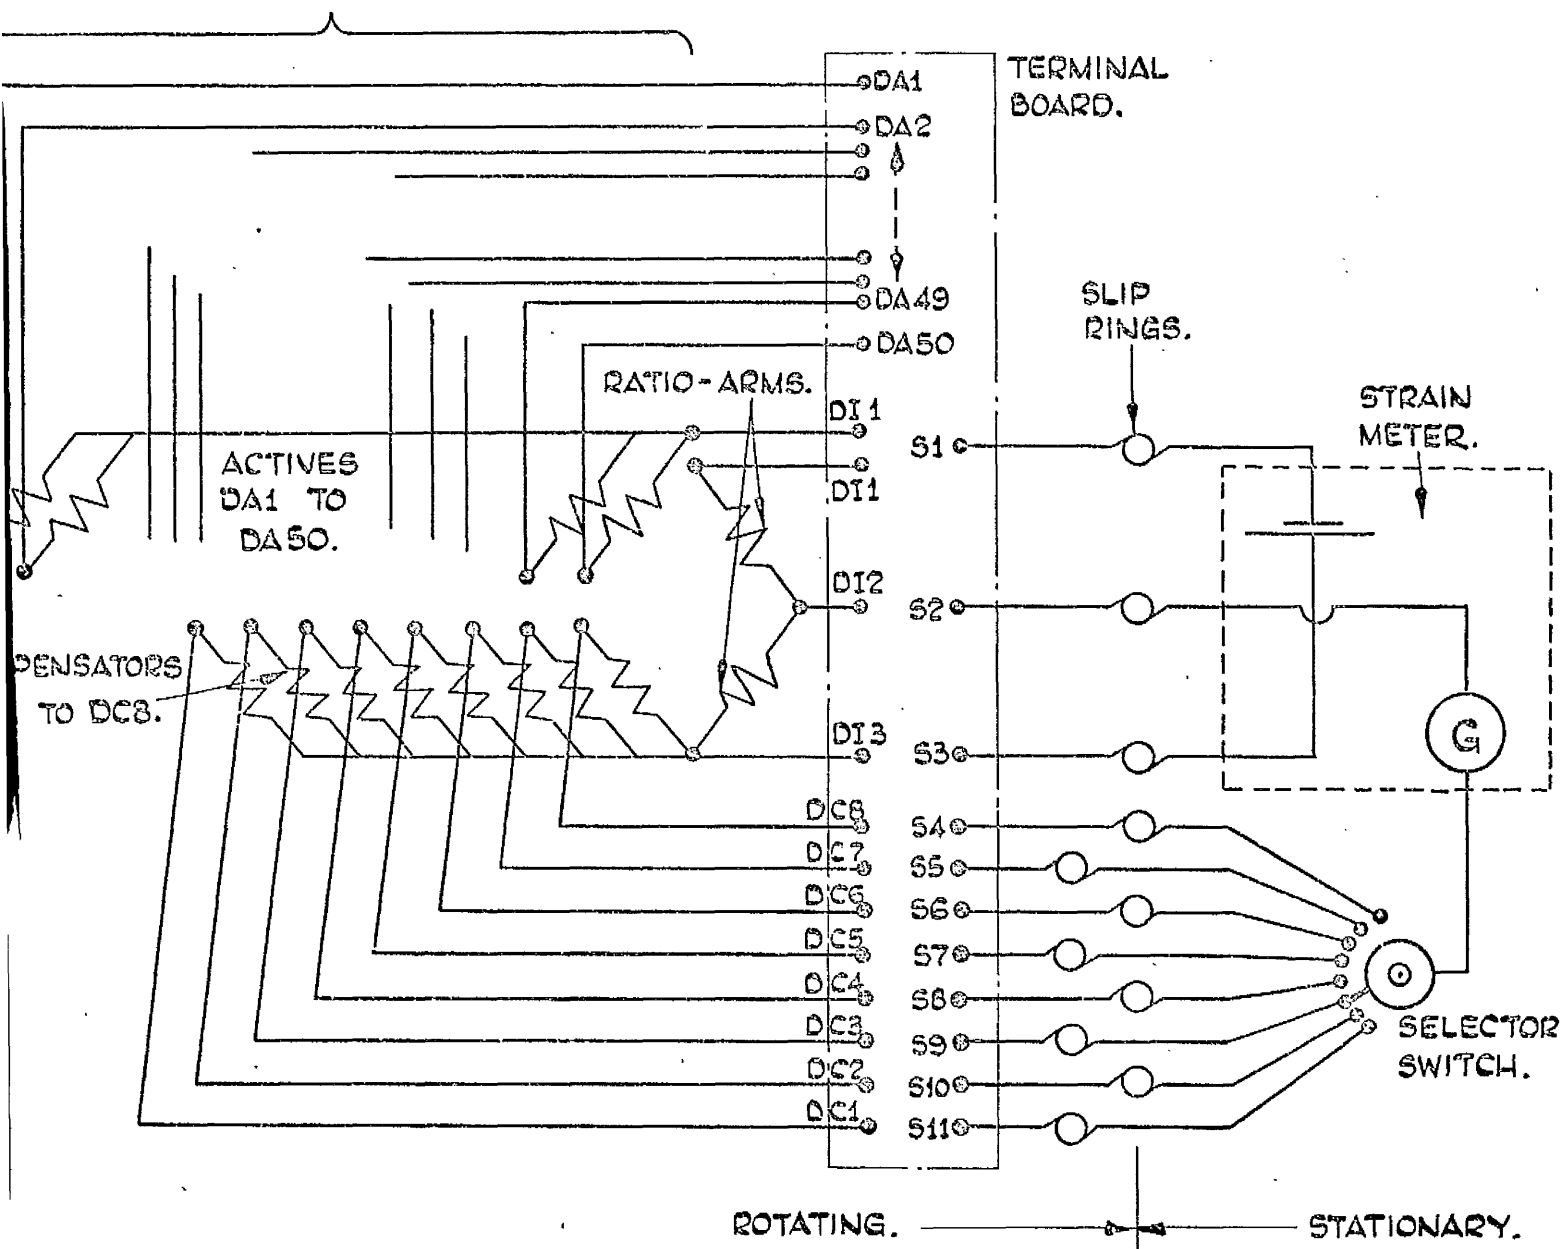 DA1
TERMINAL
BOARD.
DA2
DA49
DA50
SLIP
RINGS.
RATIO-ARMS.
STRAIN
METER.
DI1
S1
ACTIVES
DA1 TO
DA50.
DI1
DI2
S2
PENSATORS
TO DC8.
DI3
S3
G
DC8
S4
DC7
S5
DC6
S6
DC5
S7
DC4
S8
DC3
S9
SELECTOR
SWITCH.
DC2
S10
DC1
S11
ROTATING.
STATIONARY.